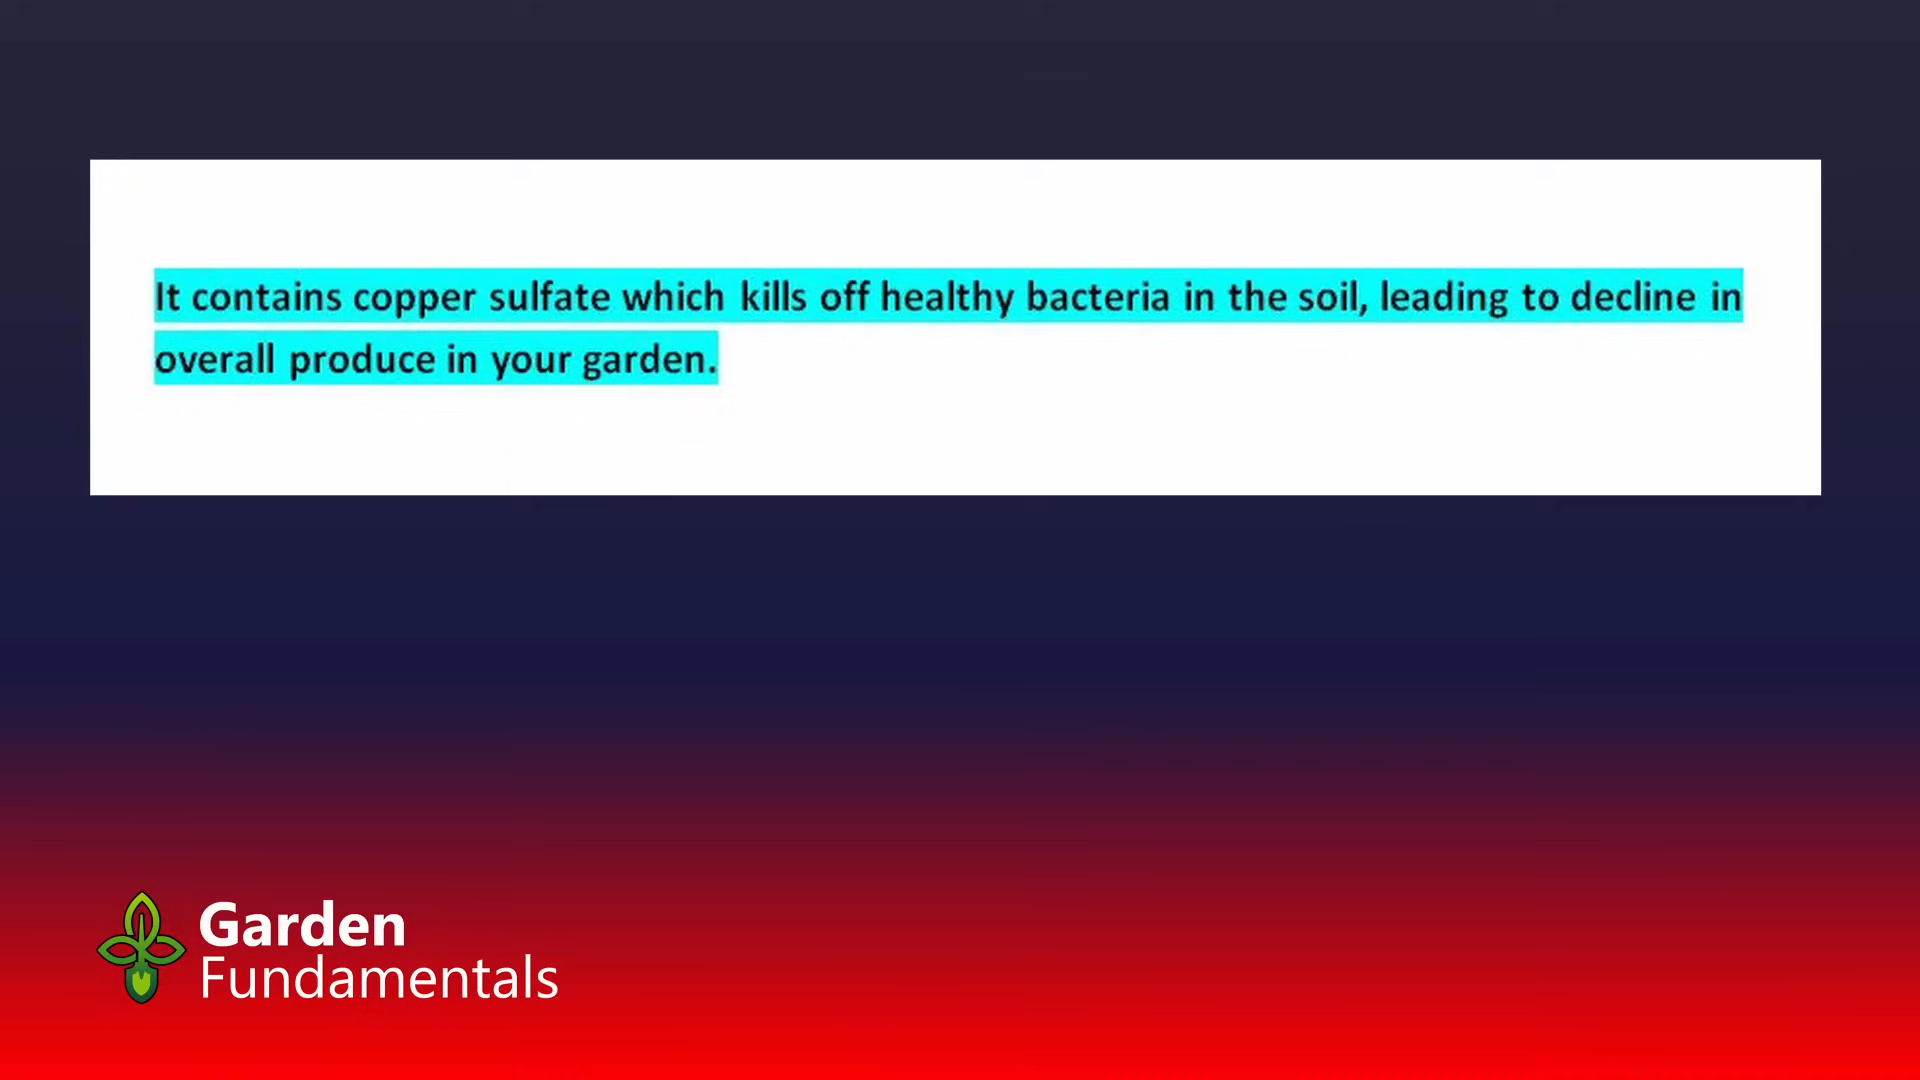 It contains copper sulfate which kills off healthy bacteria in the soil, leading to decline in
overall produce in your garden.
Garden
Fundamentals